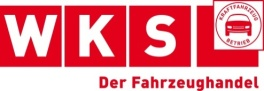 WKS
KRAFTFAHRZEUG
BETRIEB
Der Fahrzeughandel